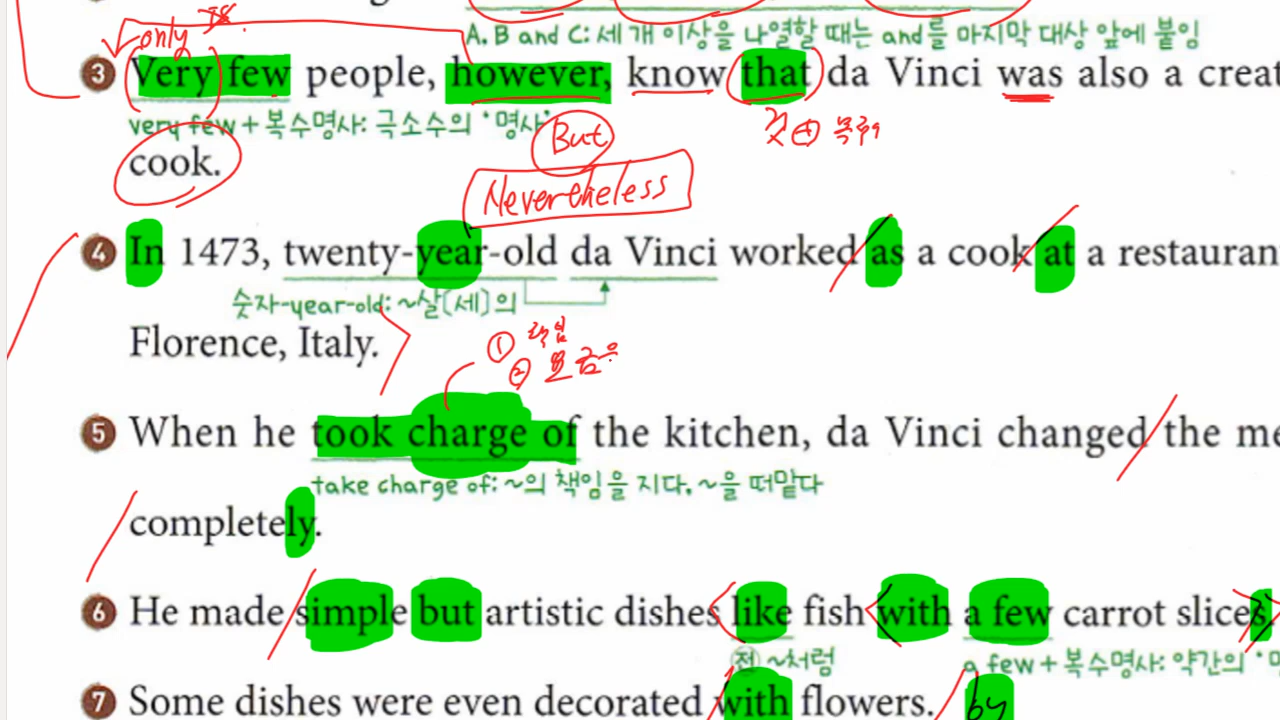 A. B and C: 세 개 이상을 나열할 때는 and를 마지막 대상 앞에 붙임
only
③ Very few people, however, know that da Vinci was also a creat
very few + 복수명사: 극소수의 '명사'
But
cook.
Nevertheless
④ In 1473, twenty-year-old da Vinci worked as a cook at a restauran
숫자-year-old: ~살(세)의
Florence, Italy.
① 책임
② 요금
⑤ When he took charge of the kitchen, da Vinci changed the me
take charge of: ~의 책임을 지다, ~을 떠맡다
completely.
⑥ He made simple but artistic dishes like fish with a few carrot slices
전 ~처럼
a few + 복수명사: 약간의
⑦ Some dishes were even decorated with flowers.
by